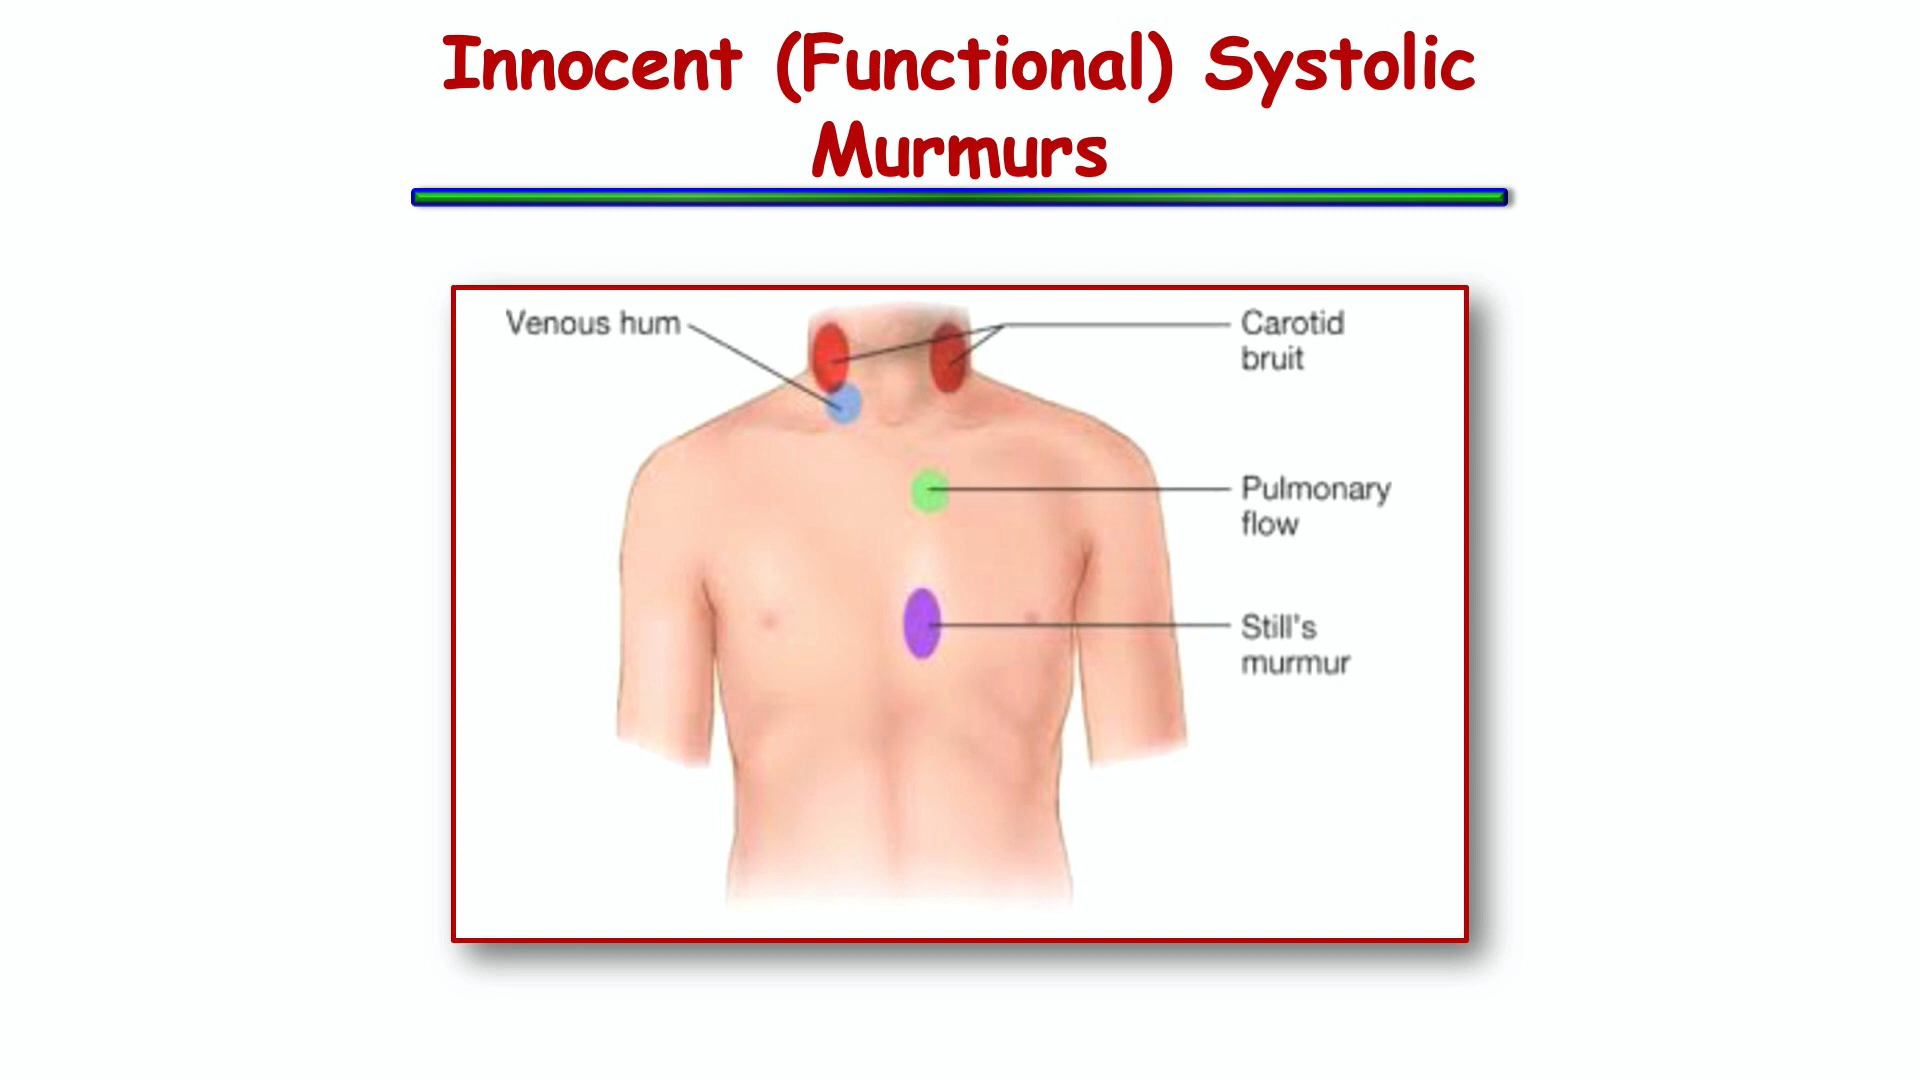 Innocent (Functional) Systolic
Murmurs
Venous hum
Carotid
bruit
Pulmonary
flow
Still's
murmur